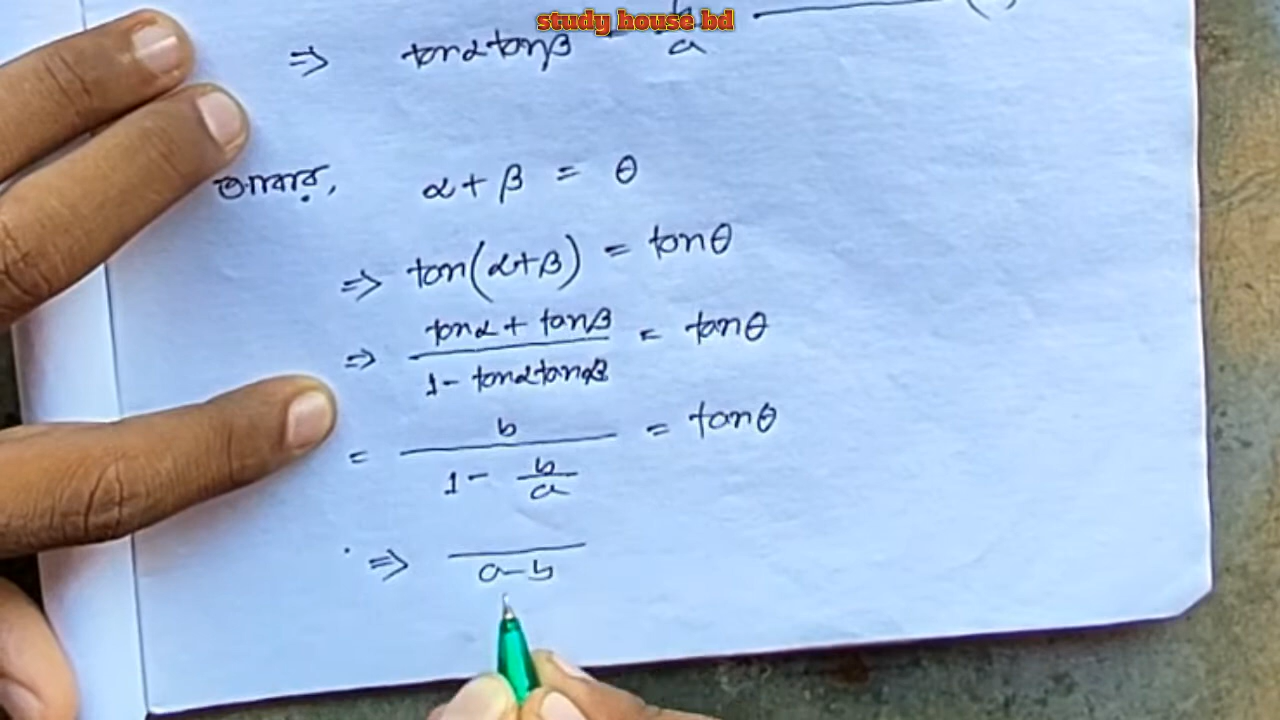 study house bd
⇒ tanα tanβ = b/a
আবার, α + β = θ
⇒ tan(α+β) = tanθ
⇒ (tanα + tanβ)/(1 - tanα tanβ) = tanθ
= b/(1 - b/a) = tanθ
⇒ /(a-b)